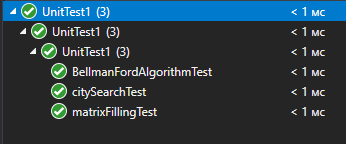 UnitTest1 (3) < 1 мс
UnitTest1 (3) < 1 мс
UnitTest1 (3) < 1 мс
BellmanFordAlgorithmTest < 1 мс
citySearchTest < 1 мс
matrixFillingTest < 1 мс